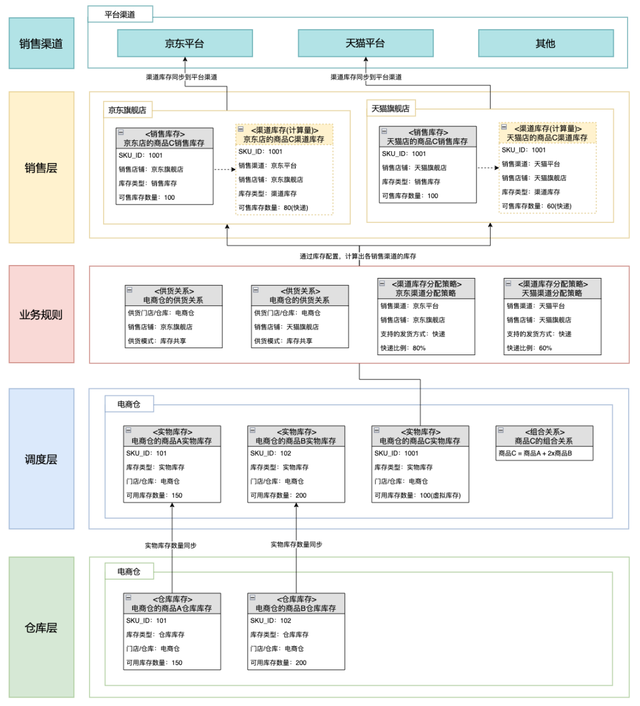 平台渠道
销售渠道
京东平台
天猫平台
其他
渠道库存同步到平台渠道
渠道库存同步到平台渠道
销售层
京东旗舰店
<销售库存>
京东店的商品C销售库存
SKU_ID：1001
销售店铺：京东旗舰店
库存类型：销售库存
可售库存数量：100
<渠道库存(计算量)>
京东店的商品C渠道库存
SKU_ID：1001
销售渠道：京东平台
销售店铺：京东旗舰店
库存类型：渠道库存
可售库存数量：80(快递)
天猫旗舰店
<销售库存>
天猫店的商品C销售库存
SKU_ID：1001
销售店铺：天猫旗舰店
库存类型：销售库存
可售库存数量：100
<渠道库存(计算量)>
天猫店的商品C渠道库存
SKU_ID：1001
销售渠道：天猫平台
销售店铺：天猫旗舰店
库存类型：渠道库存
可售库存数量：60(快递)
通过库存配置，计算出各销售渠道的库存
业务规则
<供货关系>
电商仓的供货关系
供货门店/仓库：电商仓
销售店铺：京东旗舰店
供货模式：库存共享
<供货关系>
电商仓的供货关系
供货门店/仓库：电商仓
销售店铺：天猫旗舰店
供货模式：库存共享
<渠道库存分配策略>
京东渠道分配策略
销售渠道：京东平台
销售店铺：京东旗舰店
支持的发货方式：快递
快递比例：80%
<渠道库存分配策略>
天猫渠道分配策略
销售渠道：天猫平台
销售店铺：天猫旗舰店
支持的发货方式：快递
快递比例：60%
调度层
电商仓
<实物库存>
电商仓的商品A实物库存
SKU_ID：101
库存类型：实物库存
门店/仓库：电商仓
可用库存数量：150
<实物库存>
电商仓的商品B实物库存
SKU_ID：102
库存类型：实物库存
门店/仓库：电商仓
可用库存数量：200
<实物库存>
电商仓的商品C实物库存
SKU_ID：1001
库存类型：实物库存
门店/仓库：电商仓
可用库存数量：100(虚拟库存)
<组合关系>
商品C的组合关系
商品C = 商品A + 2x商品B
实物库存数量同步
实物库存数量同步
仓库层
电商仓
<仓库库存>
电商仓的商品A仓库库存
SKU_ID：101
库存类型：仓库库存
门店/仓库：电商仓
可用库存数量：150
<仓库库存>
电商仓的商品B仓库库存
SKU_ID：102
库存类型：仓库库存
门店/仓库：电商仓
可用库存数量：200